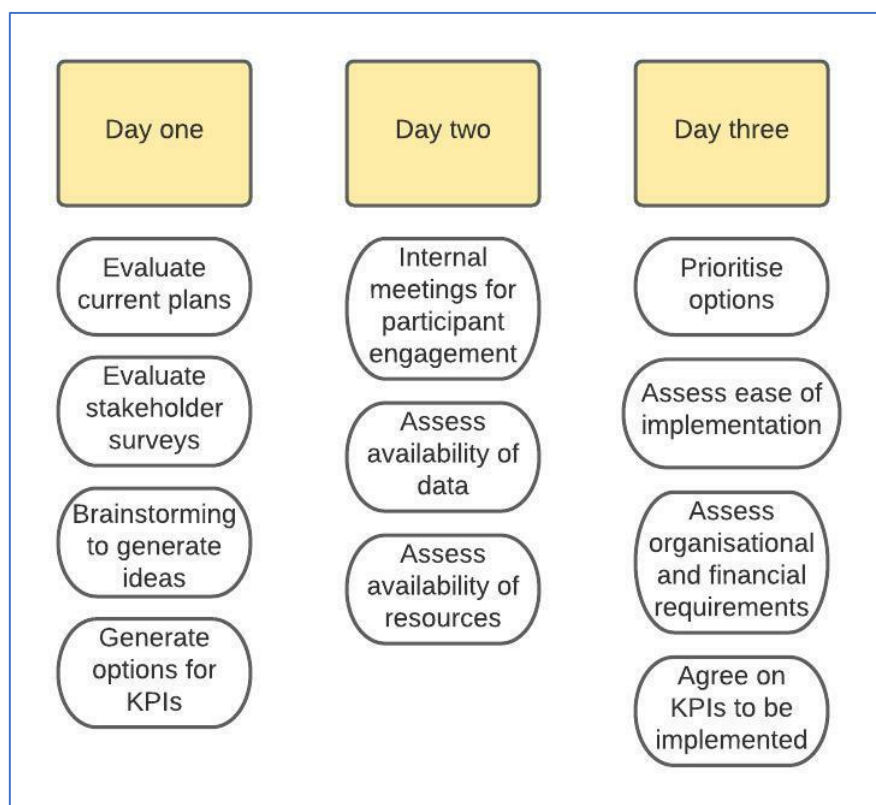 Day one
Evaluate
current plans
Evaluate
stakeholder
surveys
Brainstorming
to generate
ideas
Generate
options for
KPIs
Day two
Internal
meetings for
participant
engagement
Assess
availability of
data
Assess
availability of
resources
Day three
Prioritise
options
Assess ease of
implementation
Assess
organisational
and financial
requirements
Agree on
KPIs to be
implemented